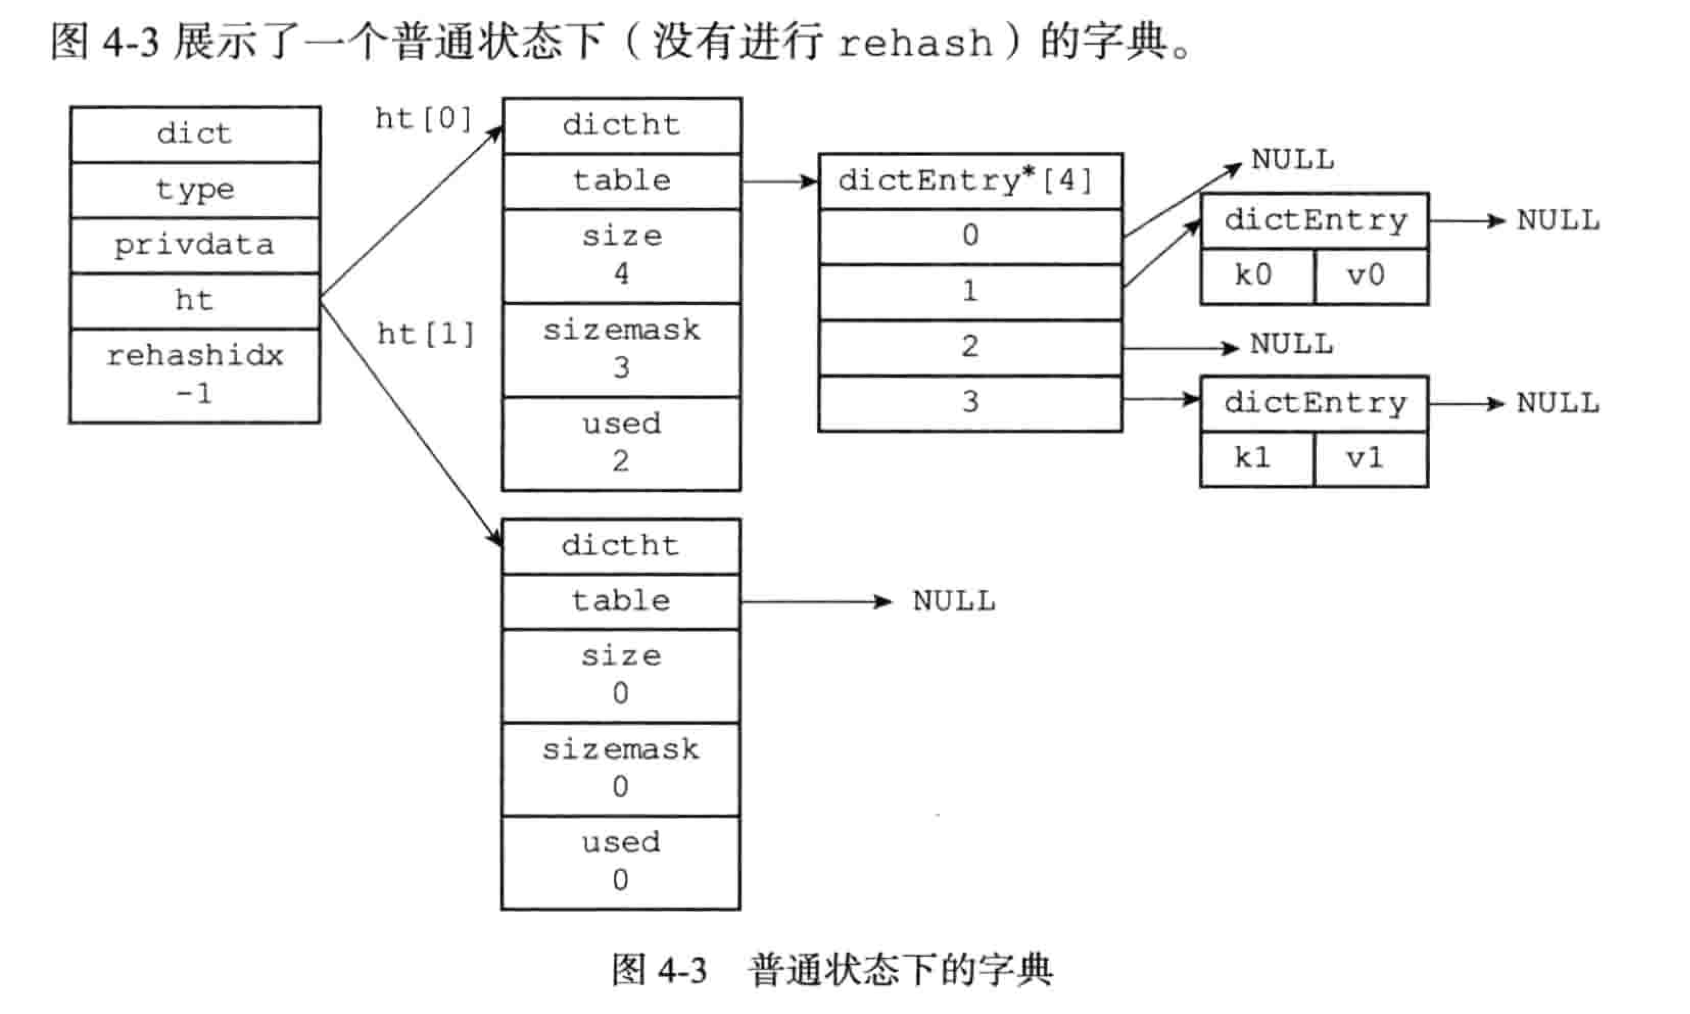 图 4-3 展示了一个普通状态下（没有进行 rehash）的字典。
dict
type
privdata
ht
rehashidx
-1
ht[0]
ht[1]
dictht
table
size
4
sizemask
3
used
2
dictEntry*[4]
0
1
2
3
NULL
dictEntry
k0 v0
NULL
NULL
dictEntry
k1 v1
NULL
dictht
table
NULL
size
0
sizemask
0
used
0
图 4-3 普通状态下的字典